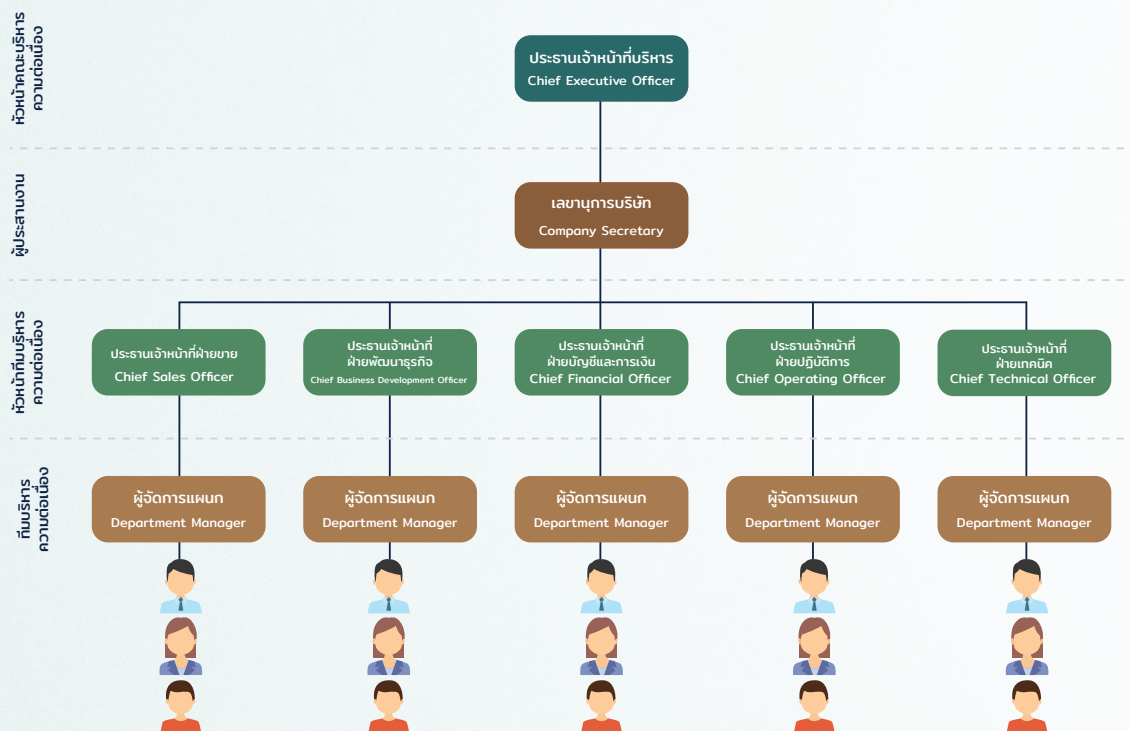 หัวหน้าคณะบริหาร
ความต่อเนื่อง
ประธานเจ้าหน้าที่บริหาร
Chief Executive Officer
ผู้ประสานงาน
เลขานุการบริษัท
Company Secretary
หัวหน้าทีมบริหาร
ความต่อเนื่อง
ประธานเจ้าหน้าที่ฝ่ายขาย
Chief Sales Officer
ประธานเจ้าหน้าที่
ฝ่ายพัฒนาธุรกิจ
Chief Business Development Officer
ประธานเจ้าหน้าที่
ฝ่ายบัญชีและการเงิน
Chief Financial Officer
ประธานเจ้าหน้าที่
ฝ่ายปฏิบัติการ
Chief Operating Officer
ประธานเจ้าหน้าที่
ฝ่ายเทคนิค
Chief Technical Officer
ทีมบริหาร
ความต่อเนื่อง
ผู้จัดการแผนก
Department Manager
ผู้จัดการแผนก
Department Manager
ผู้จัดการแผนก
Department Manager
ผู้จัดการแผนก
Department Manager
ผู้จัดการแผนก
Department Manager